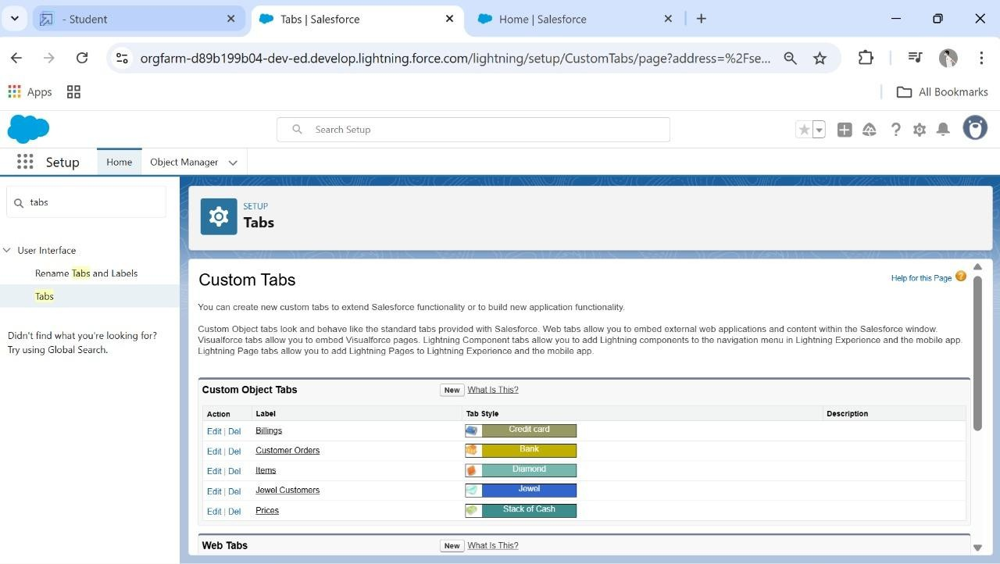 - Student
Tabs | Salesforce
Home | Salesforce
orgfarm-d89b199b04-dev-ed.develop.lightning.force.com/lightning/setup/CustomTabs/page?address=%2Fse...
Apps
All Bookmarks
Search Setup
Setup
Home
Object Manager
tabs
User Interface
Rename Tabs and Labels
Tabs
Didn't find what you're looking for?
Try using Global Search.
SETUP
Tabs
Custom Tabs
Help for this Page
You can create new custom tabs to extend Salesforce functionality or to build new application functionality.
Custom Object tabs look and behave like the standard tabs provided with Salesforce. Web tabs allow you to embed external web applications and content within the Salesforce window.
Visualforce tabs allow you to embed Visualforce pages. Lightning Component tabs allow you to add Lightning components to the navigation menu in Lightning Experience and the mobile app.
Lightning Page tabs allow you to add Lightning Pages to Lightning Experience and the mobile app.
Custom Object Tabs New What Is This?
Action Label Tab Style Description
Edit | Del Billings Credit card
Edit | Del Customer Orders Bank
Edit | Del Items Diamond
Edit | Del Jewel Customers Jewel
Edit | Del Prices Stack of Cash
Web Tabs New What Is This?